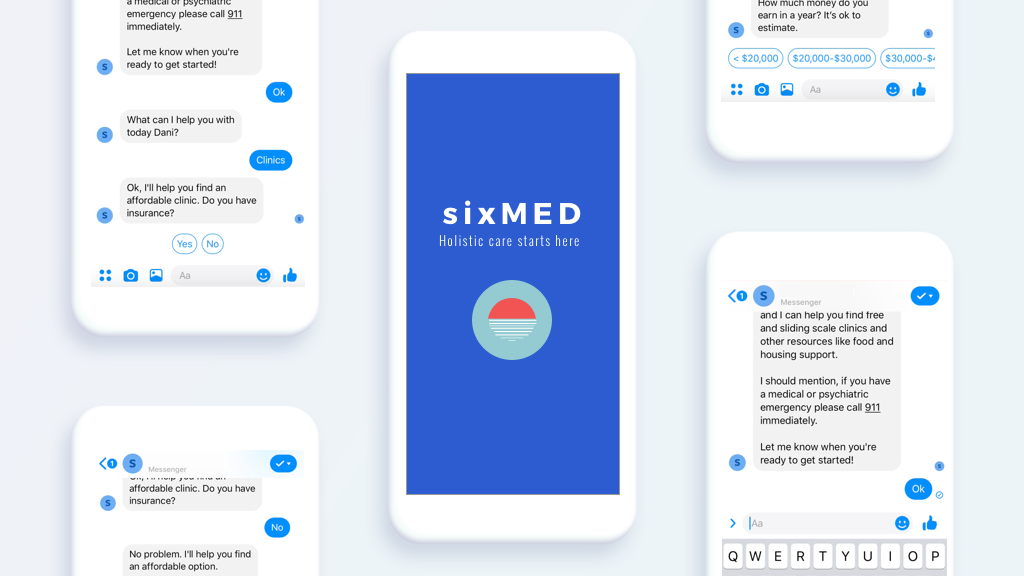 a medical or psychiatric
emergency please call 911
immediately.
Let me know when you're
ready to get started!
S
Ok
What can I help you with
today Dani?
S
Clinics
Ok, I'll help you find an
affordable clinic. Do you have
insurance?
S
S
Yes
No
Aa
1
S
Messenger
Ok, I'll help you find an
affordable clinic. Do you have
insurance?
S
No
No problem. I'll help you find
an affordable option.
sixMED
Holistic care starts here
How much money do you
earn in a year? It's ok to
estimate.
S
S
< $20,000
$20,000-$30,000
$30,000-$4
Aa
1
S
Messenger
and I can help you find free
and sliding scale clinics and
other resources like food and
housing support.
I should mention, if you have
a medical or psychiatric
emergency please call 911
immediately.
Let me know when you're
ready to get started!
S
S
Ok
Aa
Q W E R T Y U I O P